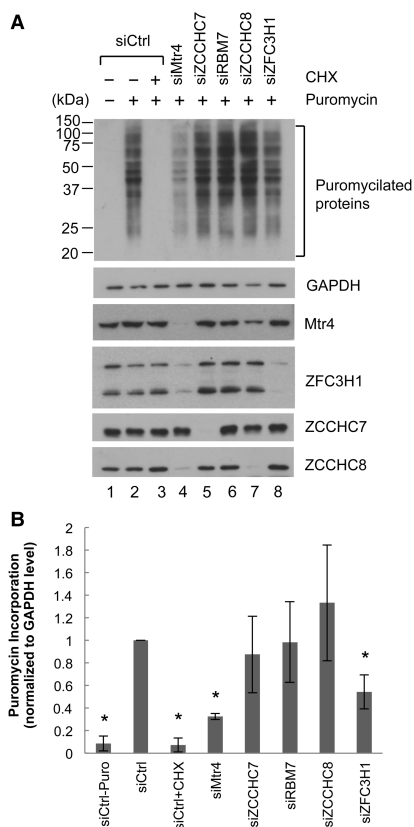 A
siCtrl
siMtr4
siZCCHC7
siRBM7
siZCCHC8
siZFC3H1
– – + CHX
(kDa) – + + + + + + + Puromycin
150
100
75
50
37
25
20
Puromycilated
proteins
GAPDH
Mtr4
ZFC3H1
ZCCHC7
ZCCHC8
1 2 3 4 5 6 7 8
B
Puromycin Incorporation
(normalized to GAPDH level)
2
1.8
1.6
1.4
1.2
1
0.8
0.6
0.4
0.2
0
* * * *
siCtrl-Puro
siCtrl
siCtrl+CHX
siMtr4
siZCCHC7
siRBM7
siZCCHC8
siZFC3H1